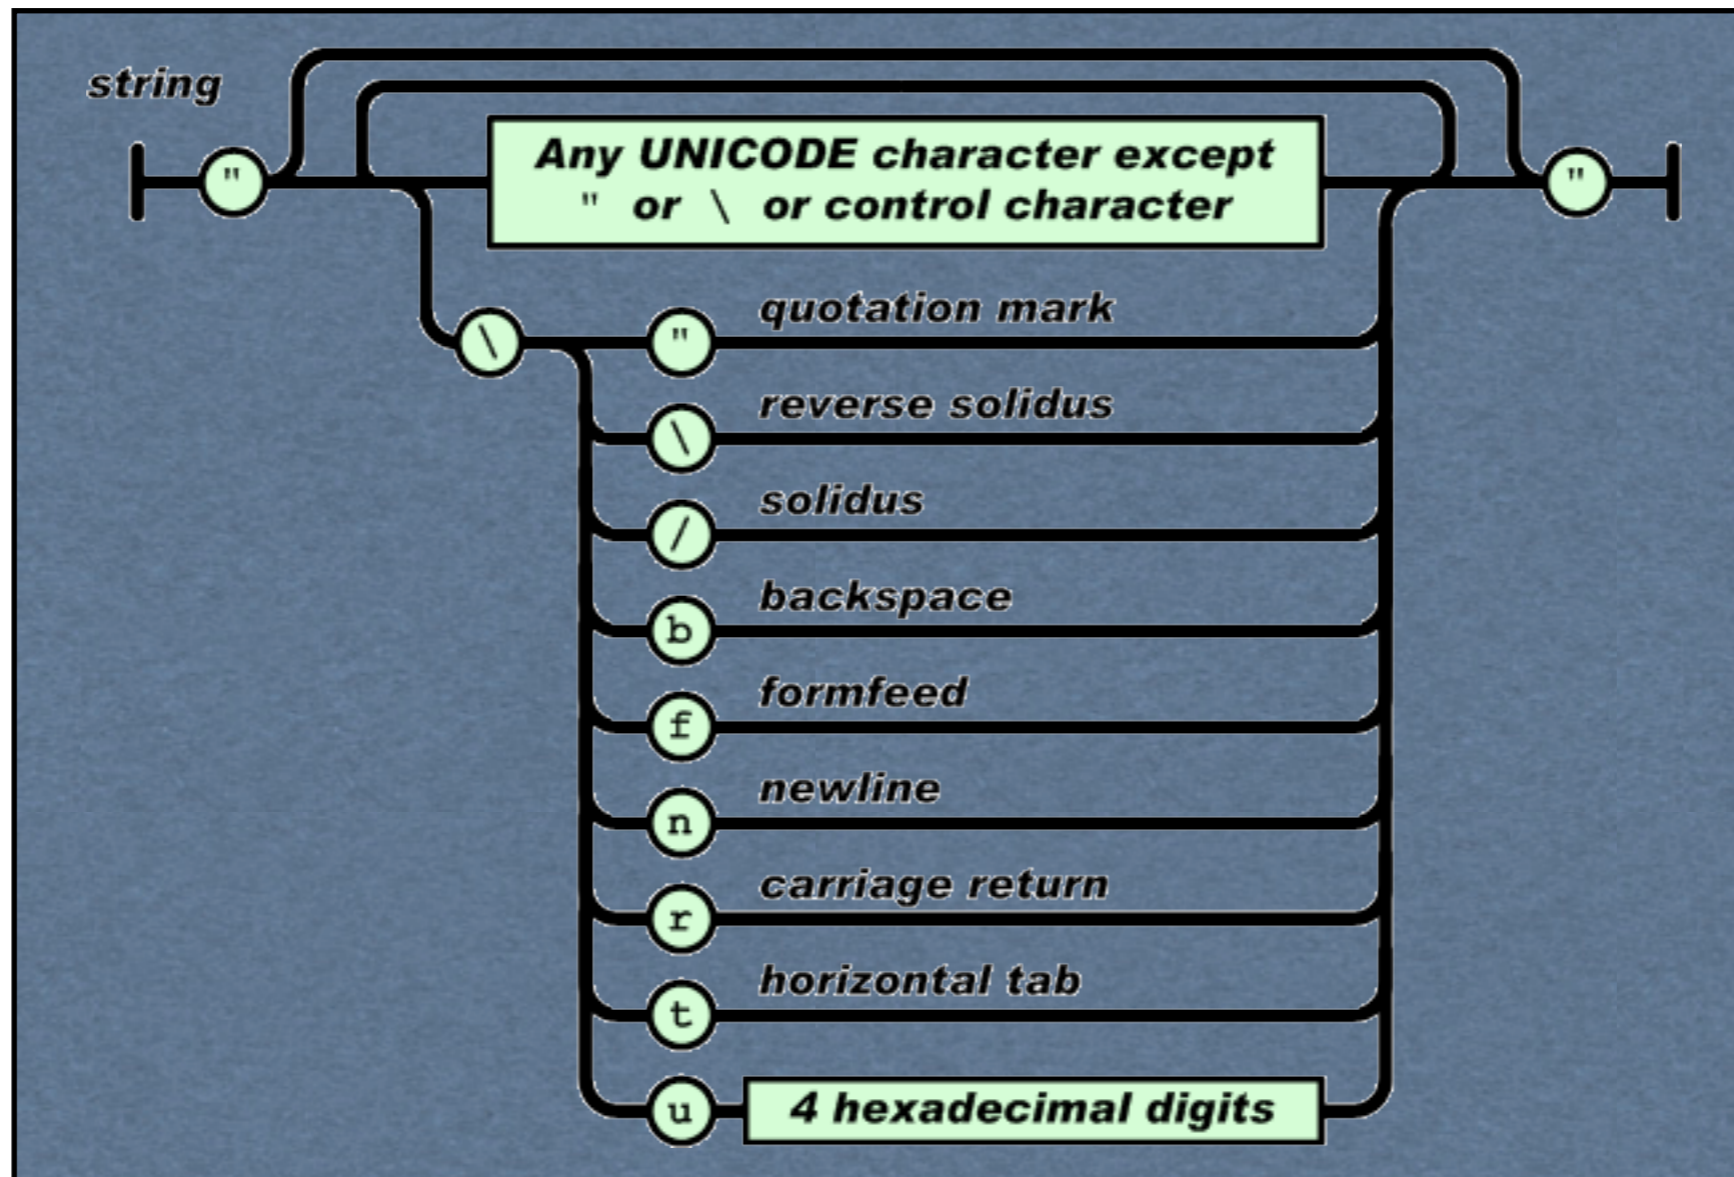 string
"
Any UNICODE character except
" or \ or control character
"
\
" quotation mark
\ reverse solidus
/ solidus
b backspace
f formfeed
n newline
r carriage return
t horizontal tab
u 4 hexadecimal digits